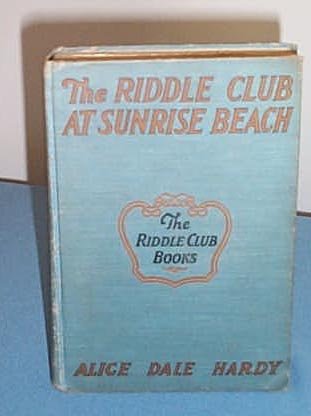 The RIDDLE CLUB
AT SUNRISE BEACH
The
RIDDLE CLUB
BOOKS
ALICE DALE HARDY